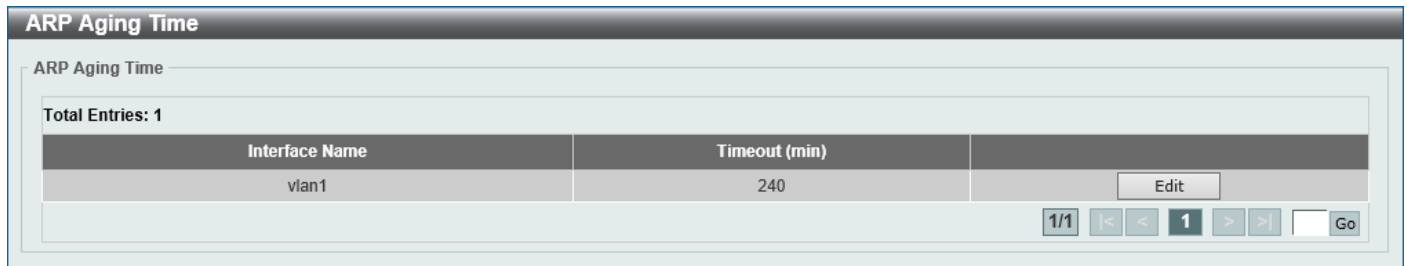 ARP Aging Time
ARP Aging Time
Total Entries: 1
Interface Name Timeout (min)
vlan1 240 Edit
1/1 |< < 1 > >| Go